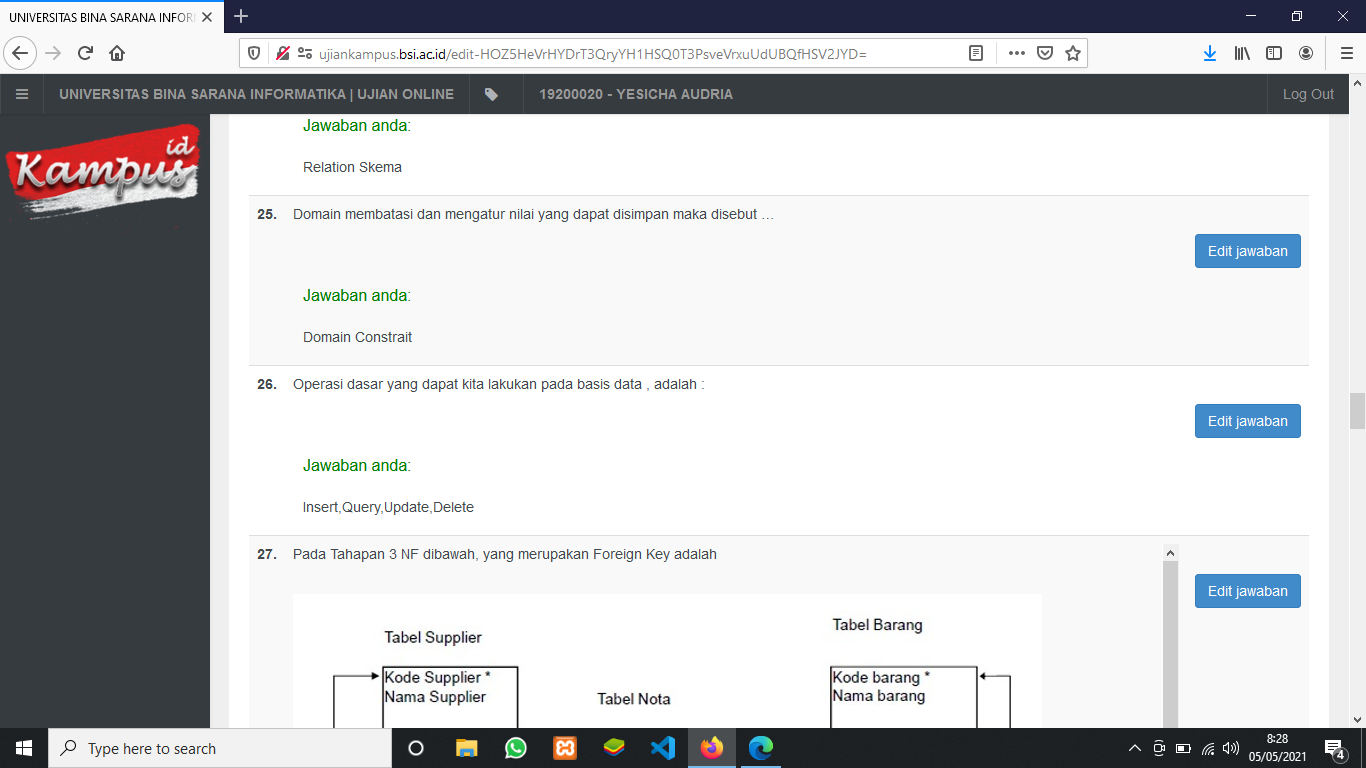 UNIVERSITAS BINA SARANA INFOR
ujiankampus.bsi.ac.id/edit-HOZ5HeVrHYDrT3QryYH1HSQ0T3PsveVrxuUdUBQfHSV2JYD=
UNIVERSITAS BINA SARANA INFORMATIKA | UJIAN ONLINE
19200020 - YESICHA AUDRIA
Log Out
Kampus id
Jawaban anda:
Relation Skema
25. Domain membatasi dan mengatur nilai yang dapat disimpan maka disebut ...
Edit jawaban
Jawaban anda:
Domain Constrait
26. Operasi dasar yang dapat kita lakukan pada basis data , adalah :
Edit jawaban
Jawaban anda:
Insert,Query,Update,Delete
27. Pada Tahapan 3 NF dibawah, yang merupakan Foreign Key adalah
Edit jawaban
Tabel Supplier
Tabel Barang
Kode Supplier *
Nama Supplier
Kode barang *
Nama barang
Tabel Nota
Type here to search
8:28
05/05/2021
4